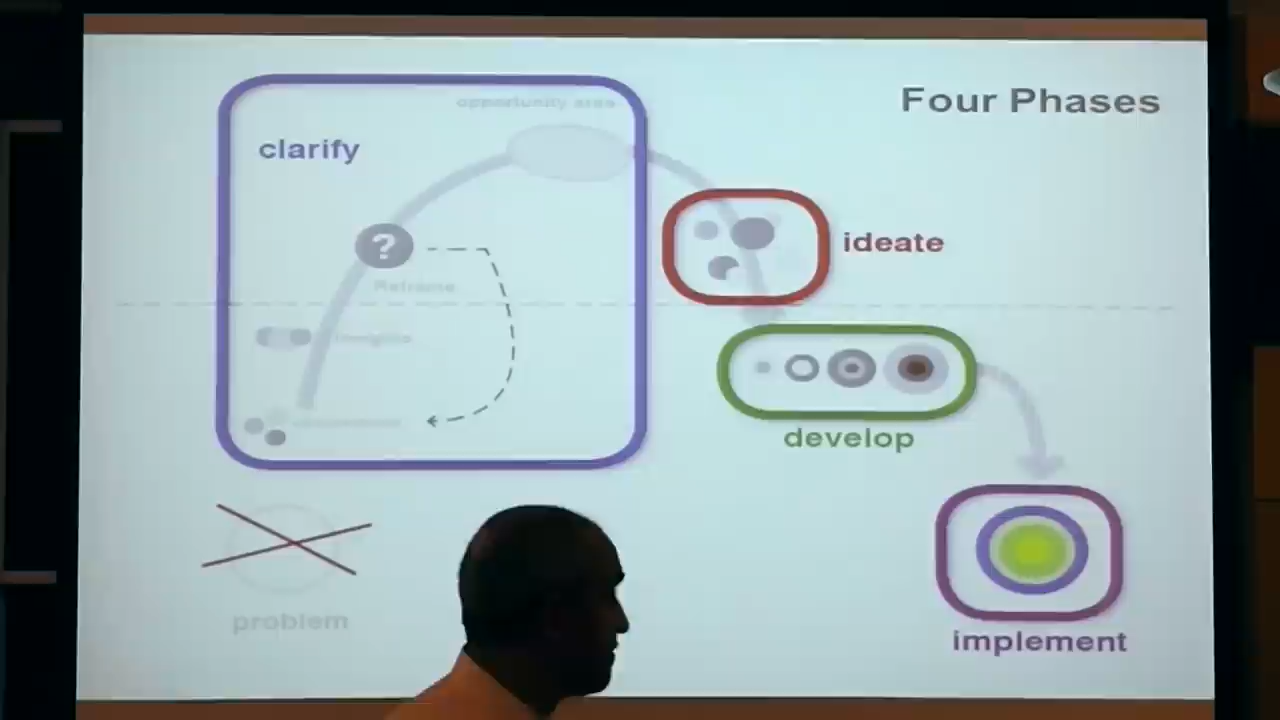 Four Phases
opportunity area
clarify
?
ideate
Reframe
Insights
develop
problem
implement